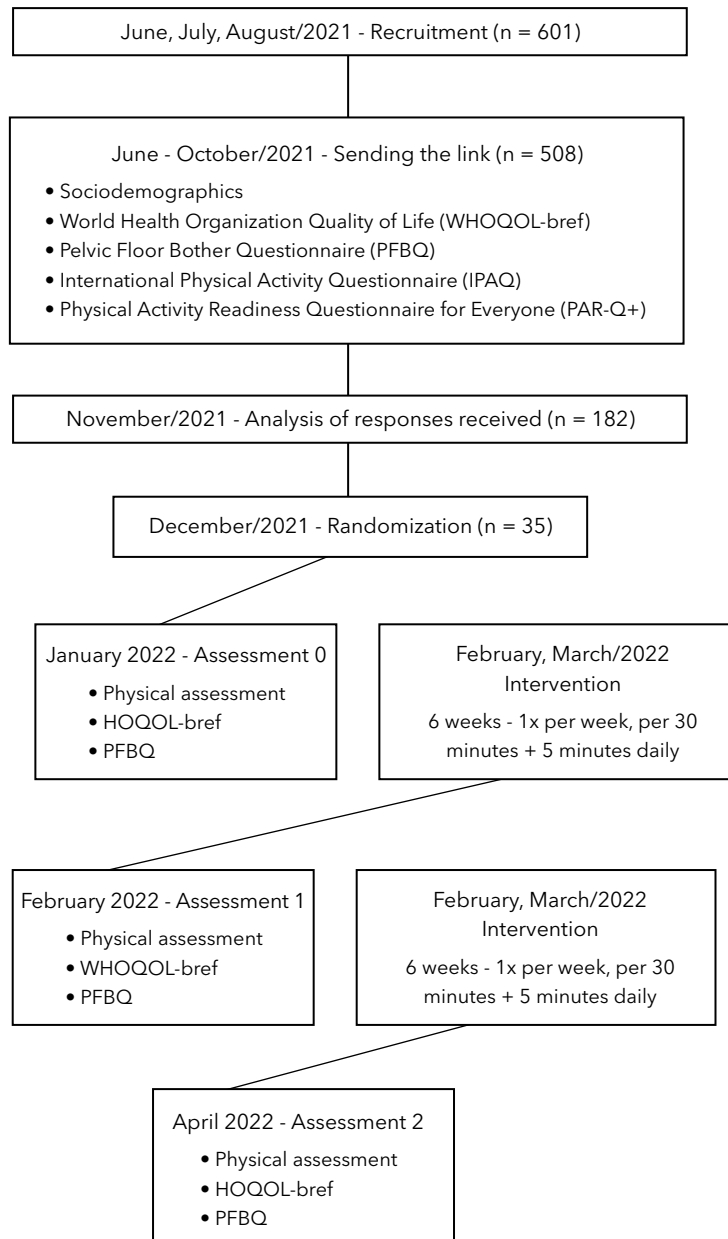 June, July, August/2021 - Recruitment (n = 601)
June - October/2021 - Sending the link (n = 508)
• Sociodemographics
• World Health Organization Quality of Life (WHOQOL-bref)
• Pelvic Floor Bother Questionnaire (PFBQ)
• International Physical Activity Questionnaire (IPAQ)
• Physical Activity Readiness Questionnaire for Everyone (PAR-Q+)
November/2021 - Analysis of responses received (n = 182)
December/2021 - Randomization (n = 35)
January 2022 - Assessment 0
• Physical assessment
• HOQOL-bref
• PFBQ
February, March/2022
Intervention
6 weeks - 1x per week, per 30
minutes + 5 minutes daily
February 2022 - Assessment 1
• Physical assessment
• WHOQOL-bref
• PFBQ
February, March/2022
Intervention
6 weeks - 1x per week, per 30
minutes + 5 minutes daily
April 2022 - Assessment 2
• Physical assessment
• HOQOL-bref
• PFBQ